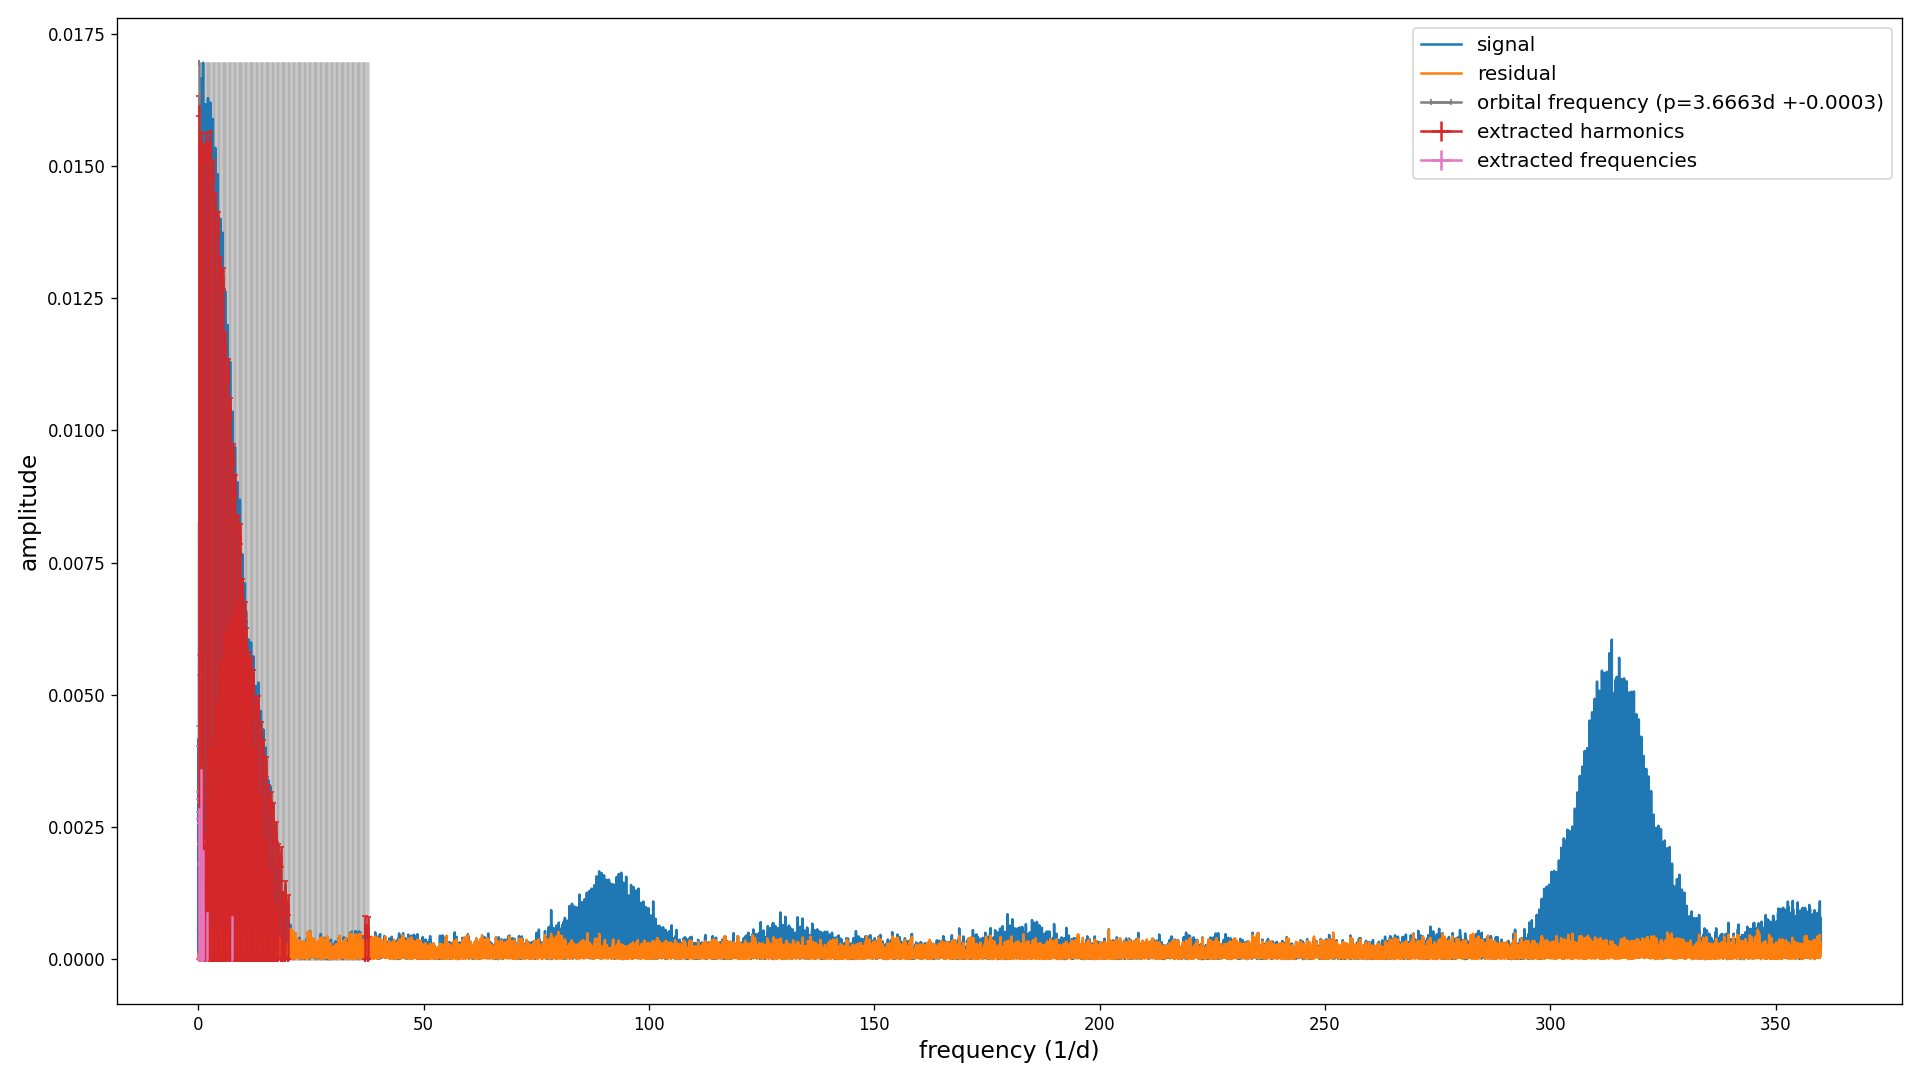 signal
residual
orbital frequency (p=3.6663d +-0.0003)
extracted harmonics
extracted frequencies
0.0175
0.0150
0.0125
0.0100
0.0075
0.0050
0.0025
0.0000
amplitude
0 50 100 150 200 250 300 350
frequency (1/d)